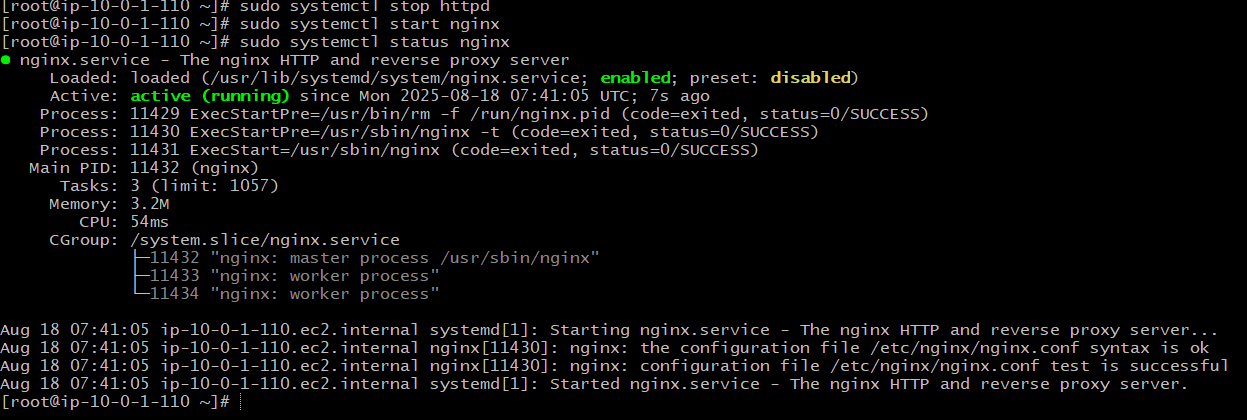 [root@ip-10-0-1-110 ~]# sudo systemctl stop httpd
[root@ip-10-0-1-110 ~]# sudo systemctl start nginx
[root@ip-10-0-1-110 ~]# sudo systemctl status nginx
● nginx.service - The nginx HTTP and reverse proxy server
     Loaded: loaded (/usr/lib/systemd/system/nginx.service; enabled; preset: disabled)
     Active: active (running) since Mon 2025-08-18 07:41:05 UTC; 7s ago
    Process: 11429 ExecStartPre=/usr/bin/rm -f /run/nginx.pid (code=exited, status=0/SUCCESS)
    Process: 11430 ExecStartPre=/usr/sbin/nginx -t (code=exited, status=0/SUCCESS)
    Process: 11431 ExecStart=/usr/sbin/nginx (code=exited, status=0/SUCCESS)
   Main PID: 11432 (nginx)
      Tasks: 3 (limit: 1057)
     Memory: 3.2M
        CPU: 54ms
     CGroup: /system.slice/nginx.service
             ├─11432 "nginx: master process /usr/sbin/nginx"
             ├─11433 "nginx: worker process"
             └─11434 "nginx: worker process"

Aug 18 07:41:05 ip-10-0-1-110.ec2.internal systemd[1]: Starting nginx.service - The nginx HTTP and reverse proxy server...
Aug 18 07:41:05 ip-10-0-1-110.ec2.internal nginx[11430]: nginx: the configuration file /etc/nginx/nginx.conf syntax is ok
Aug 18 07:41:05 ip-10-0-1-110.ec2.internal nginx[11430]: nginx: configuration file /etc/nginx/nginx.conf test is successful
Aug 18 07:41:05 ip-10-0-1-110.ec2.internal systemd[1]: Started nginx.service - The nginx HTTP and reverse proxy server.
[root@ip-10-0-1-110 ~]#